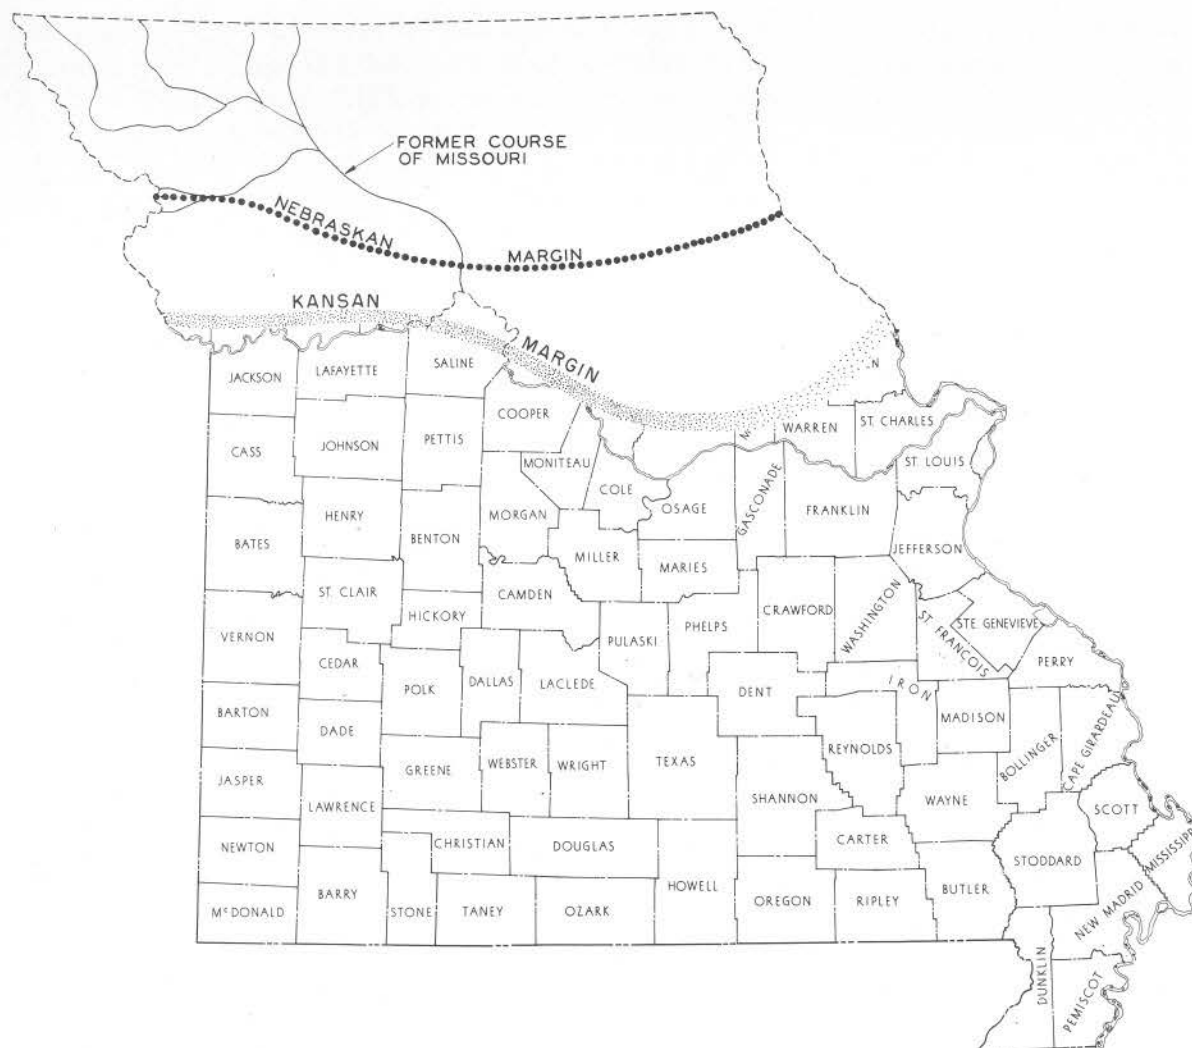 FORMER COURSE
OF MISSOURI
NEBRASKAN
MARGIN
KANSAN
MARGIN
N
JACKSON
LAFAYETTE
SALINE
COOPER
WARREN
ST. CHARLES
N
CASS
JOHNSON
PETTIS
MONITEAU
ST. LOUIS
COLE
HENRY
MORGAN
OSAGE
GASCONADE
FRANKLIN
BATES
BENTON
MILLER
MARIES
JEFFERSON
ST. CLAIR
CAMDEN
HICKORY
CRAWFORD
WASHINGTON
VERNON
PULASKI
PHELPS
ST FRANCOIS
STE. GENEVIEVE
CEDAR
PERRY
POLK
DALLAS
LACLEDE
DENT
IRON
BARTON
DADE
MADISON
JASPER
GREENE
WEBSTER
WRIGHT
TEXAS
REYNOLDS
BOLLINGER
CAPE GIRARDEAU
LAWRENCE
SHANNON
WAYNE
SCOTT
NEWTON
CHRISTIAN
DOUGLAS
CARTER
STODDARD
MISSISSIPPI
McDONALD
BARRY
STONE
TANEY
OZARK
HOWELL
OREGON
RIPLEY
BUTLER
NEW MADRID
DUNKLIN
PEMISCOT